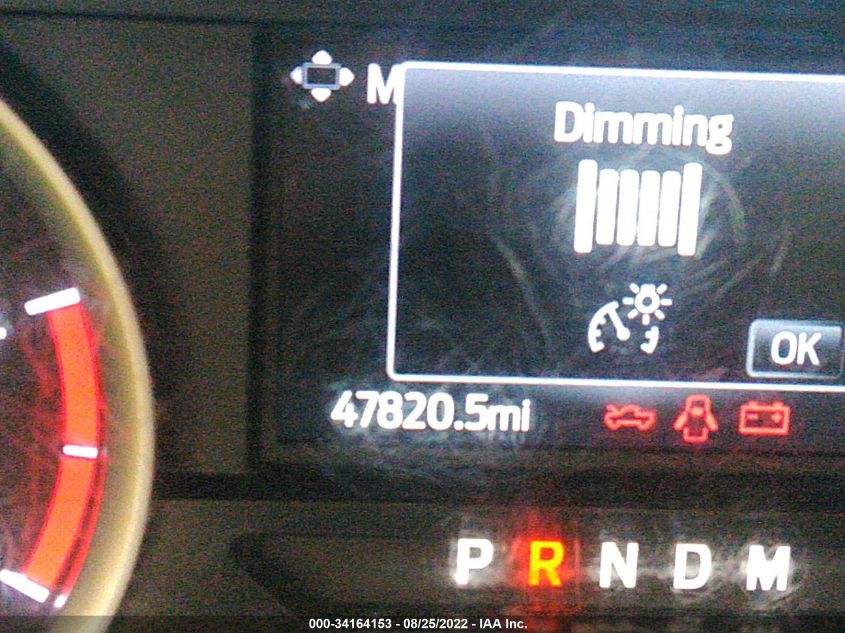 M
Dimming
OK
47820.5mi
P R N D M
000-34164153 - 08/25/2022 - IAA Inc.